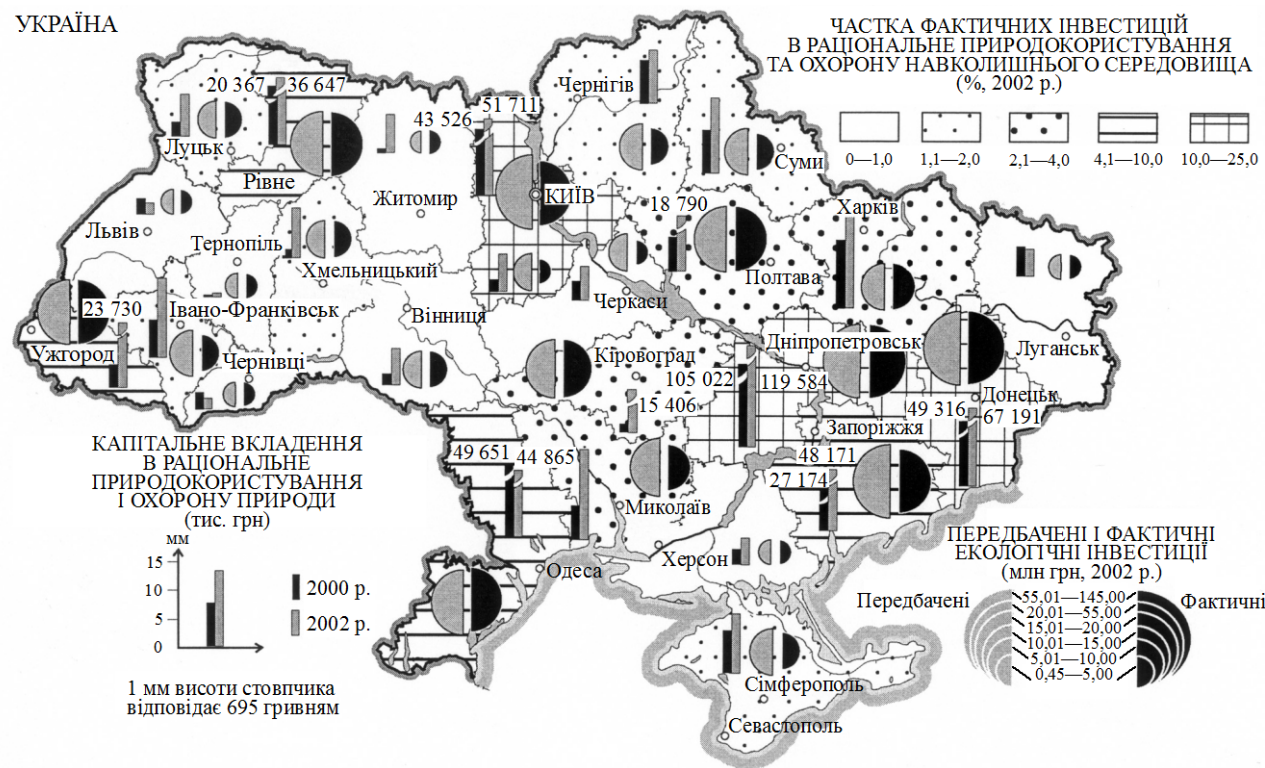 УКРАЇНА
ЧАСТКА ФАКТИЧНИХ ІНВЕСТИЦІЙ
В РАЦІОНАЛЬНЕ ПРИРОДОКОРИСТУВАННЯ
ТА ОХОРОНУ НАВКОЛИШНЬОГО СЕРЕДОВИЩА
(%, 2002 р.)
0—1,0
1,1—2,0
2,1—4,0
4,1—10,0
10,0—25,0
20 367
36 647
43 526
51 711
Чернігів
Луцьк
Рівне
Житомир
КИЇВ
Суми
18 790
Харків
Львів
Тернопіль
Хмельницький
Полтава
Черкаси
23 730
Івано-Франківськ
Вінниця
Ужгород
Чернівці
Кіровоград
Дніпропетровськ
Луганськ
105 022
119 584
Донецьк
15 406
49 316
67 191
Запоріжжя
49 651
44 865
48 171
27 174
Миколаїв
Херсон
Одеса
Сімферополь
Севастополь
КАПІТАЛЬНЕ ВКЛАДЕННЯ
В РАЦІОНАЛЬНЕ
ПРИРОДОКОРИСТУВАННЯ
І ОХОРОНУ ПРИРОДИ
(тис. грн)
мм
15
10
5
0
2000 р.
2002 р.
1 мм висоти стовпчика
відповідає 695 гривням
ПЕРЕДБАЧЕНІ І ФАКТИЧНІ
ЕКОЛОГІЧНІ ІНВЕСТИЦІЇ
(млн грн, 2002 р.)
Передбачені
Фактичні
55,01—145,00
20,01—55,00
15,01—20,00
10,01—15,00
5,01—10,00
0,45—5,00